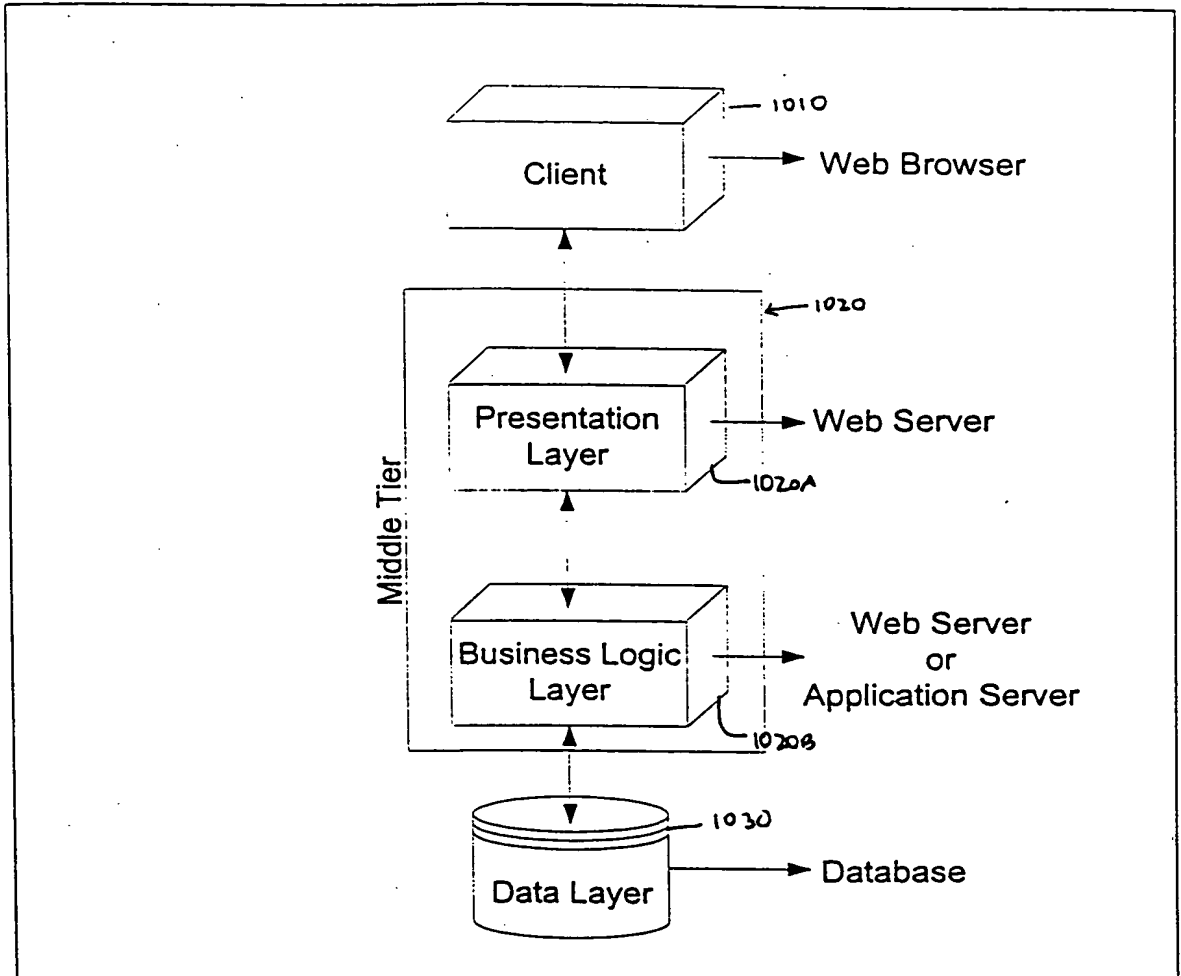 1010
Client
Web Browser
1020
Presentation
Layer
Web Server
1020A
Middle Tier
Business Logic
Layer
Web Server
or
Application Server
1020B
1030
Data Layer
Database